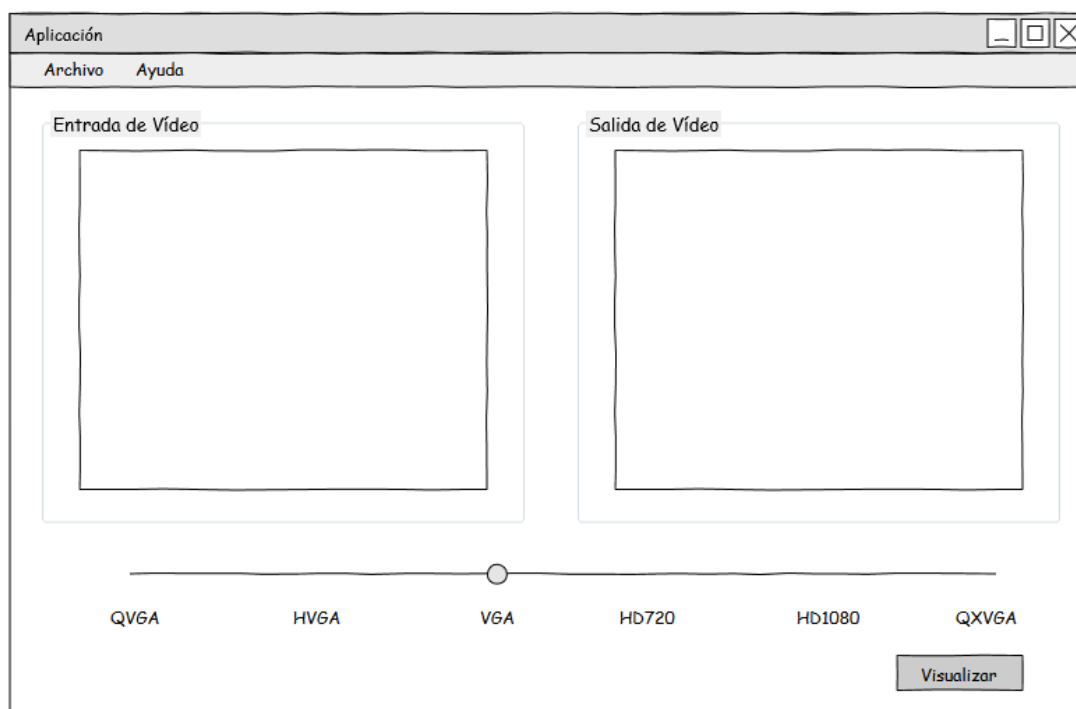 Aplicación
Archivo Ayuda
Entrada de Vídeo Salida de Vídeo
QVGA HVGA VGA HD720 HD1080 QXVGA
Visualizar